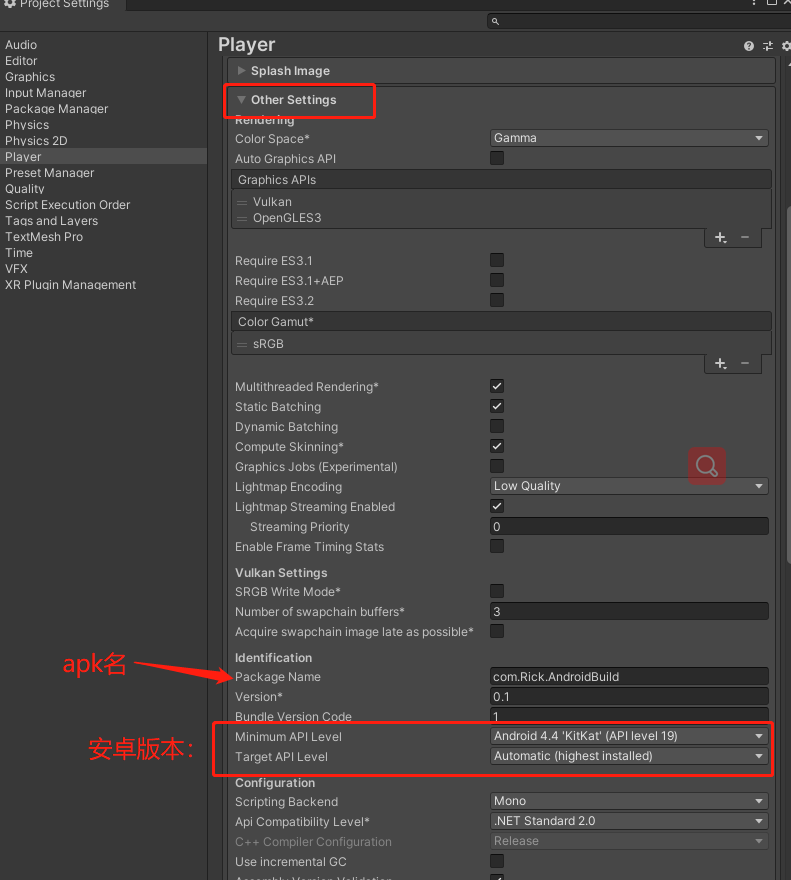 Project Settings
Audio
Editor
Graphics
Input Manager
Package Manager
Physics
Physics 2D
Player
Preset Manager
Quality
Script Execution Order
Tags and Layers
TextMesh Pro
Time
VFX
XR Plugin Management
Player
Splash Image
Other Settings
Rendering
Color Space* Gamma
Auto Graphics API
Graphics APIs
Vulkan
OpenGLES3
Require ES3.1
Require ES3.1+AEP
Require ES3.2
Color Gamut*
sRGB
Multithreaded Rendering*
Static Batching
Dynamic Batching
Compute Skinning*
Graphics Jobs (Experimental)
Lightmap Encoding Low Quality
Lightmap Streaming Enabled
Streaming Priority 0
Enable Frame Timing Stats
Vulkan Settings
SRGB Write Mode*
Number of swapchain buffers* 3
Acquire swapchain image late as possible*
Identification
apk名
Package Name com.Rick.AndroidBuild
Version* 0.1
Bundle Version Code 1
安卓版本：
Minimum API Level Android 4.4 'KitKat' (API level 19)
Target API Level Automatic (highest installed)
Configuration
Scripting Backend Mono
Api Compatibility Level* .NET Standard 2.0
C++ Compiler Configuration Release
Use incremental GC
Assembly Version Validation